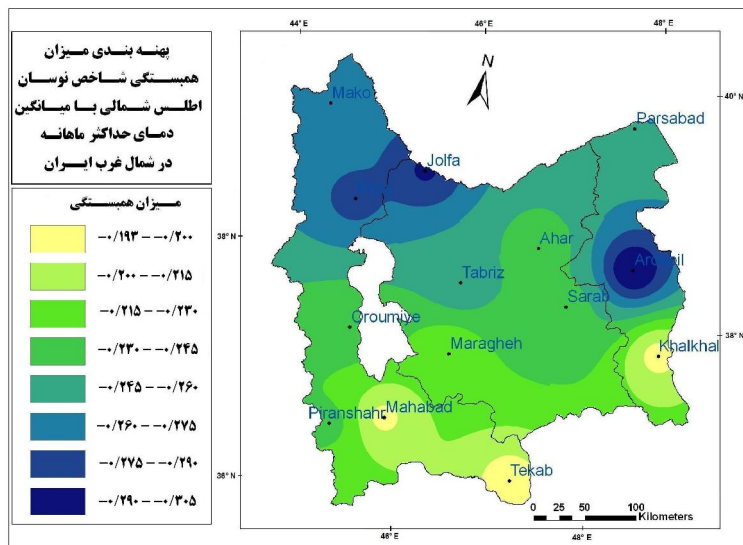 پهنه بندی میزان
همبستگی شاخص نوسان
اطلس شمالی با میانگین
دمای حداکثر ماهانه
در شمال غرب ایران
میزان همبستگی
-۰/۱۹۳ - -۰/۲۰۰
-۰/۲۰۰ - -۰/۲۱۵
-۰/۲۱۵ - -۰/۲۳۰
-۰/۲۳۰ - -۰/۲۴۵
-۰/۲۴۵ - -۰/۲۶۰
-۰/۲۶۰ - -۰/۲۷۵
-۰/۲۷۵ - -۰/۲۹۰
-۰/۲۹۰ - -۰/۳۰۵
44° E
46° E
48° E
N
40° N
Mako
Parsabad
Jolfa
38° N
Ahar
Ardebil
Tabriz
Sarab
Oroumiye
38° N
Maragheh
Khalkhal
Piranshahr
Mahabad
36° N
Tekab
0 25 50 100
Kilometers
46° E
48° E